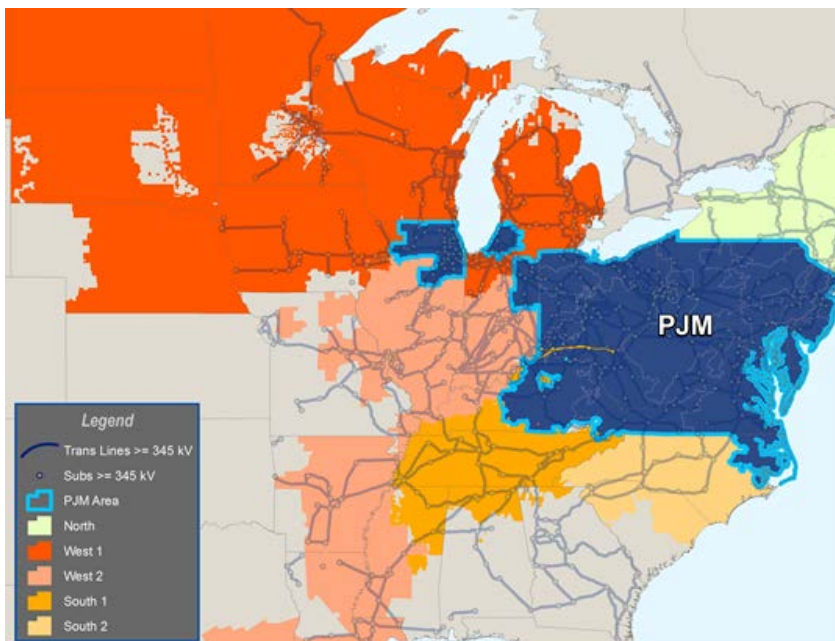 PJM
Legend
Trans Lines >= 345 kV
Subs >= 345 kV
PJM Area
North
West 1
West 2
South 1
South 2